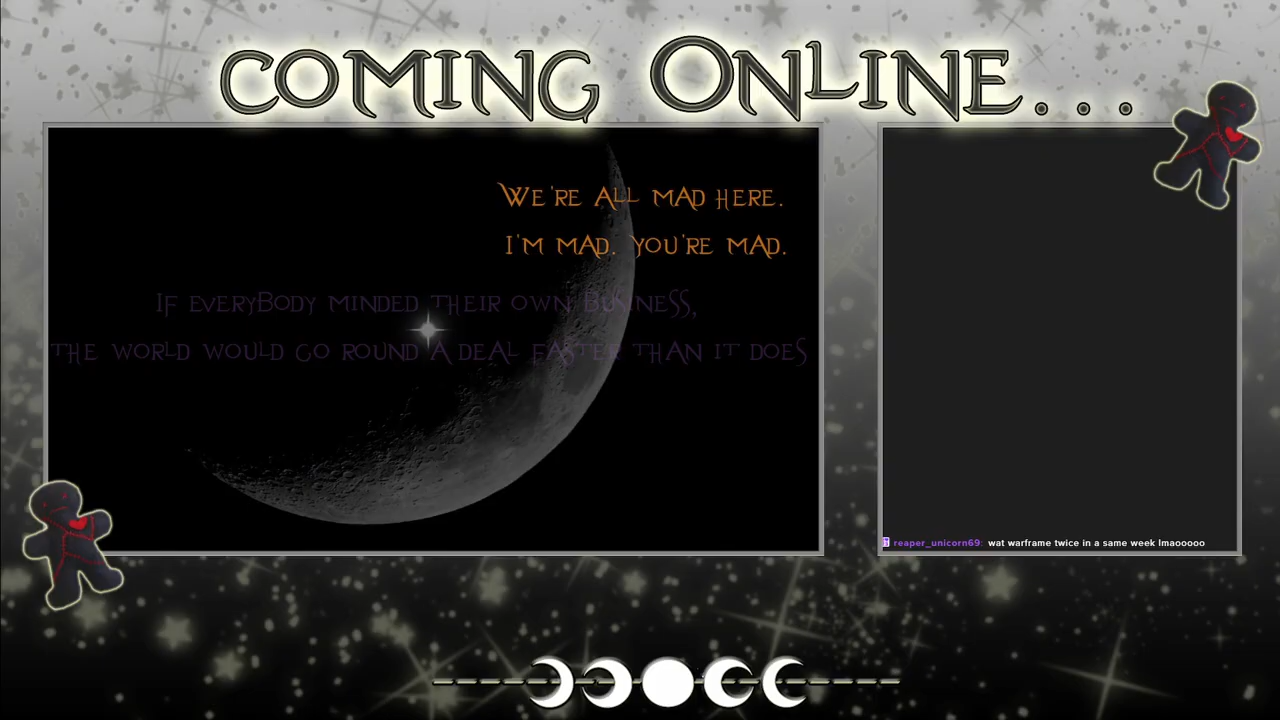 COMING ONLINE...
WE'RE ALL MAD HERE.
I'M MAD. YOU'RE MAD.
IF EVERYBODY MINDED THEIR OWN BUSINESS,
THE WORLD WOULD GO ROUND A DEAL FASTER THAN IT DOES
reaper_unicorn69: wat warframe twice in a same week lmaooooo